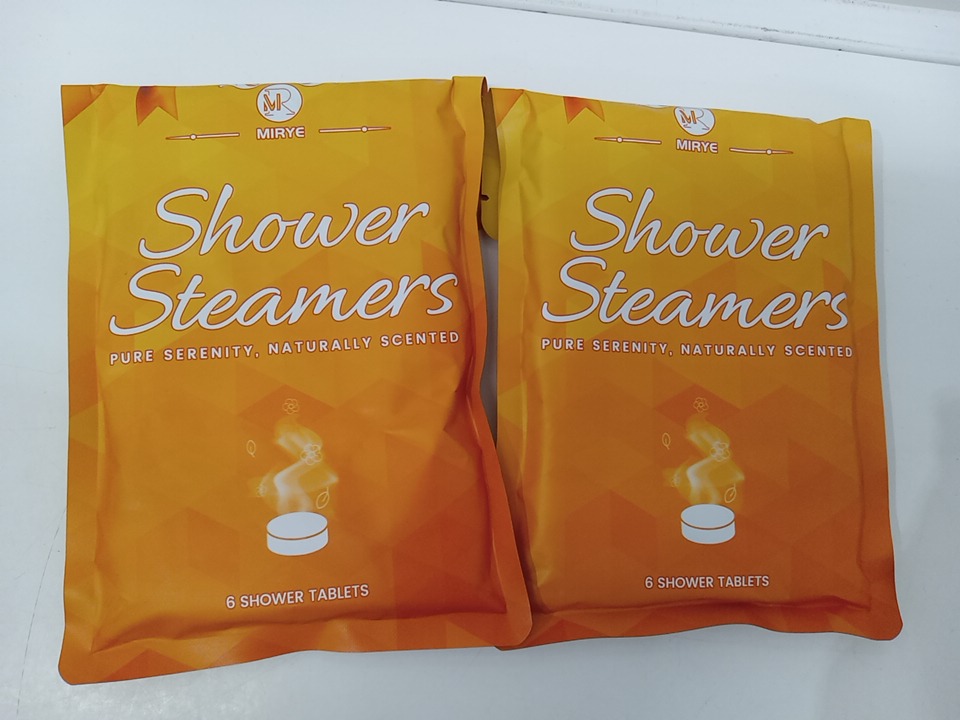 MR
MIRYE
Shower
Steamers
PURE SERENITY, NATURALLY SCENTED
6 SHOWER TABLETS
MR
MIRYE
Shower
Steamers
PURE SERENITY, NATURALLY SCENTED
6 SHOWER TABLETS